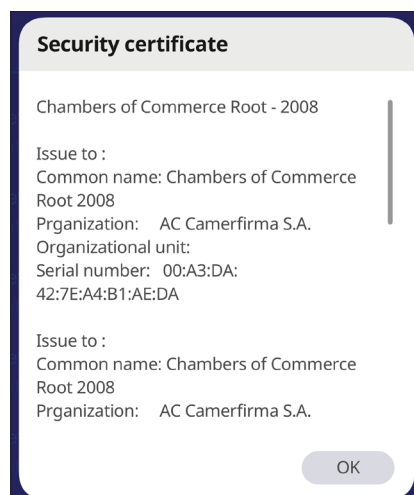 Security certificate
Chambers of Commerce Root - 2008
Issue to :
Common name: Chambers of Commerce
Root 2008
Prganization: AC Camerfirma S.A.
Organizational unit:
Serial number: 00:A3:DA:
42:7E:A4:B1:AE:DA
Issue to :
Common name: Chambers of Commerce
Root 2008
Prganization: AC Camerfirma S.A.
OK